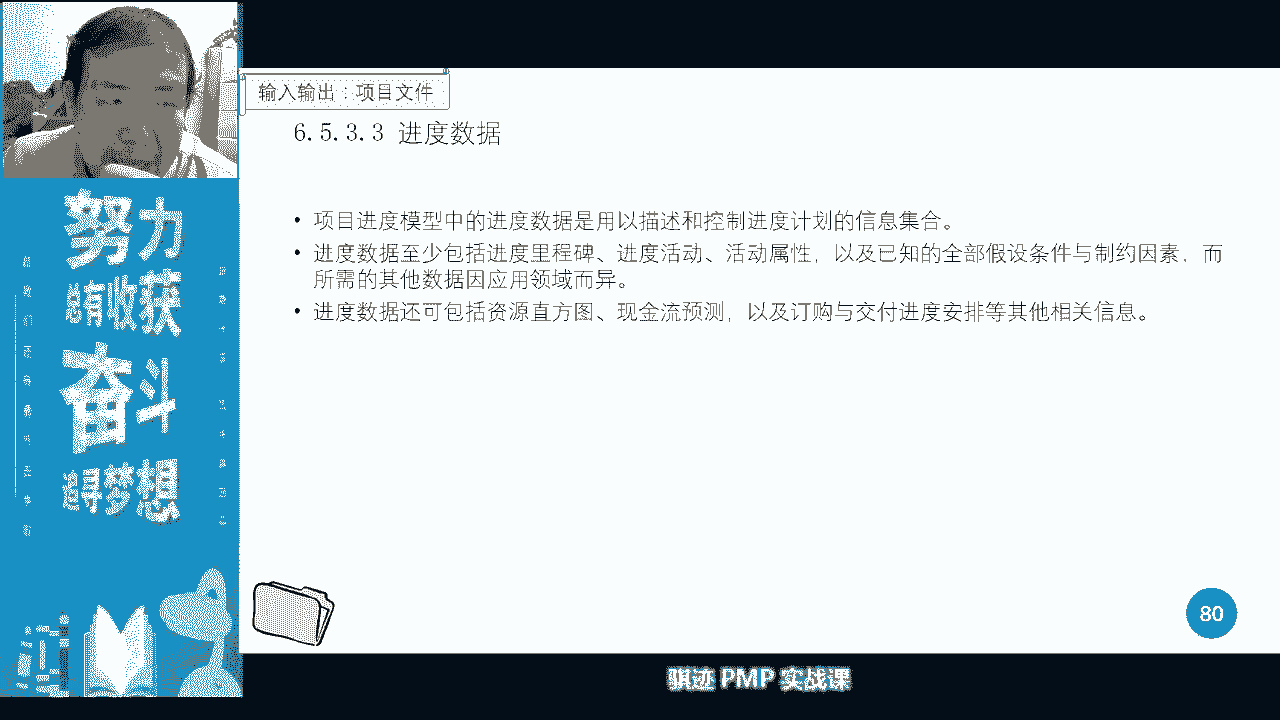 输入输出：项目文件
6.5.3.3 进度数据
• 项目进度模型中的进度数据是用以描述和控制进度计划的信息集合。
• 进度数据至少包括进度里程碑、进度活动、活动属性，以及已知的全部假设条件与制约因素，而
所需的其他数据因应用领域而异。
• 进度数据还可包括资源直方图、现金流预测，以及订购与交付进度安排等其他相关信息。
努力
总有收获
奋斗
追寻梦想
80
骐迹 PMP 实战课